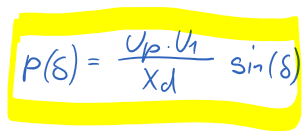 p(δ) = Up · U1 / Xd sin(δ)